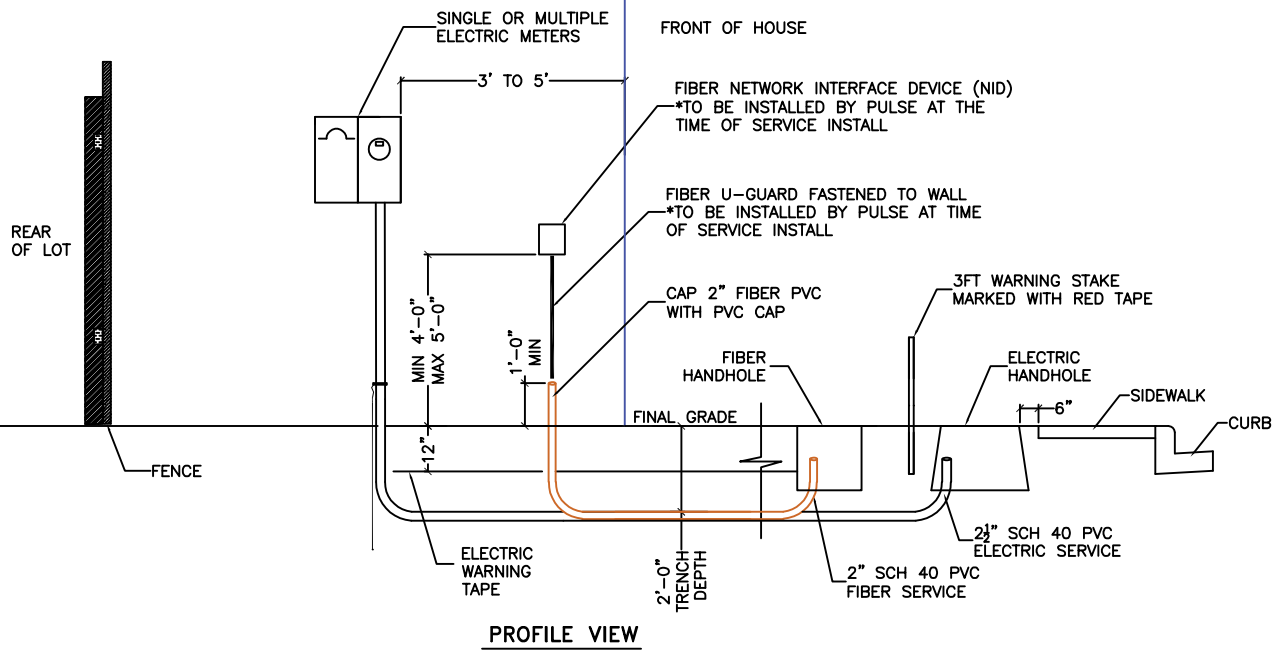 SINGLE OR MULTIPLE
ELECTRIC METERS
FRONT OF HOUSE
3' TO 5'
FIBER NETWORK INTERFACE DEVICE (NID)
*TO BE INSTALLED BY PULSE AT THE
TIME OF SERVICE INSTALL
FIBER U-GUARD FASTENED TO WALL
*TO BE INSTALLED BY PULSE AT TIME
OF SERVICE INSTALL
REAR
OF LOT
CAP 2" FIBER PVC
WITH PVC CAP
3FT WARNING STAKE
MARKED WITH RED TAPE
MIN 4'-0"
MAX 5'-0"
1'-0"
MIN
FIBER
HANDHOLE
ELECTRIC
HANDHOLE
6"
SIDEWALK
CURB
FINAL GRADE
12"
FENCE
ELECTRIC
WARNING
TAPE
2'-0"
TRENCH
DEPTH
2" SCH 40 PVC
FIBER SERVICE
2½" SCH 40 PVC
ELECTRIC SERVICE
PROFILE VIEW